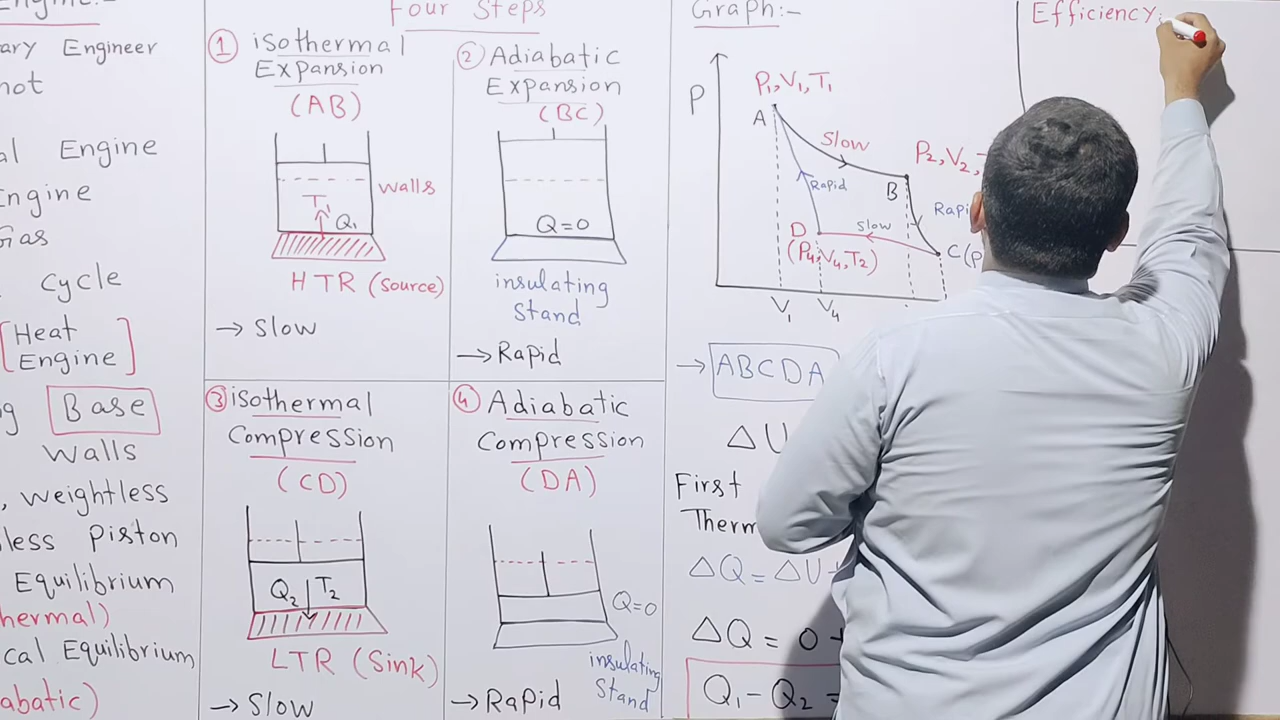 Engine:-
ary Engineer
not
al Engine
Engine
Gas
Cycle
[Heat
Engine]
Base
walls
, weightless
less Piston
Equilibrium
hermal)
cal Equilibrium
abatic)
Four Steps
① isothermal
Expansion
(AB)
walls
T1
Q1
HTR (Source)
→ Slow
② Adiabatic
Expansion
(BC)
Q=0
insulating
Stand
→ Rapid
③ isothermal
Compression
(CD)
Q2 T2
LTR (Sink)
→ Slow
④ Adiabatic
Compression
(DA)
Q=0
insulating
Stand
→ Rapid
Graph:-
P
P1, V1, T1
A
Slow
P2, V2,
B
Rapid
Rapi
D
slow
C(P
(P4, V4, T2)
V1 V4
→ ABCDA
ΔU
First
Therm
ΔQ = ΔU +
ΔQ = 0 +
Q1 - Q2 =
Efficiency: